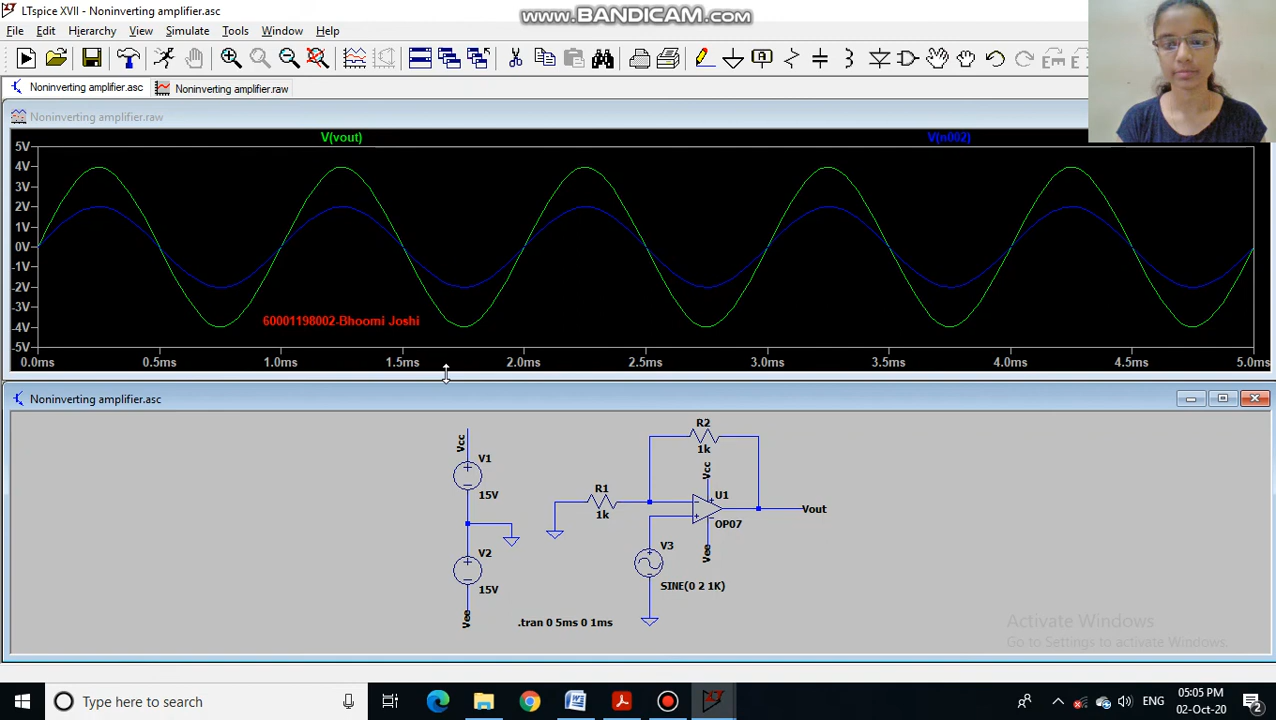 LTspice XVII - Noninverting amplifier.asc
www.BANDICAM.com
File Edit Hierarchy View Simulate Tools Window Help
Noninverting amplifier.asc Noninverting amplifier.raw
Noninverting amplifier.raw
V(vout) V(n002)
5V
4V
3V
2V
1V
0V
-1V
-2V
-3V
-4V
-5V
60001198002-Bhoomi Joshi
0.0ms 0.5ms 1.0ms 1.5ms 2.0ms 2.5ms 3.0ms 3.5ms 4.0ms 4.5ms 5.0ms
Noninverting amplifier.asc
Vcc
V1
15V
V2
15V
Vee
R2
1k
R1
1k
Vcc
U1
OP07
Vee
Vout
V3
SINE(0 2 1K)
.tran 0 5ms 0 1ms
Activate Windows
Go to Settings to activate Windows.
Type here to search
ENG
05:05 PM
02-Oct-20
2